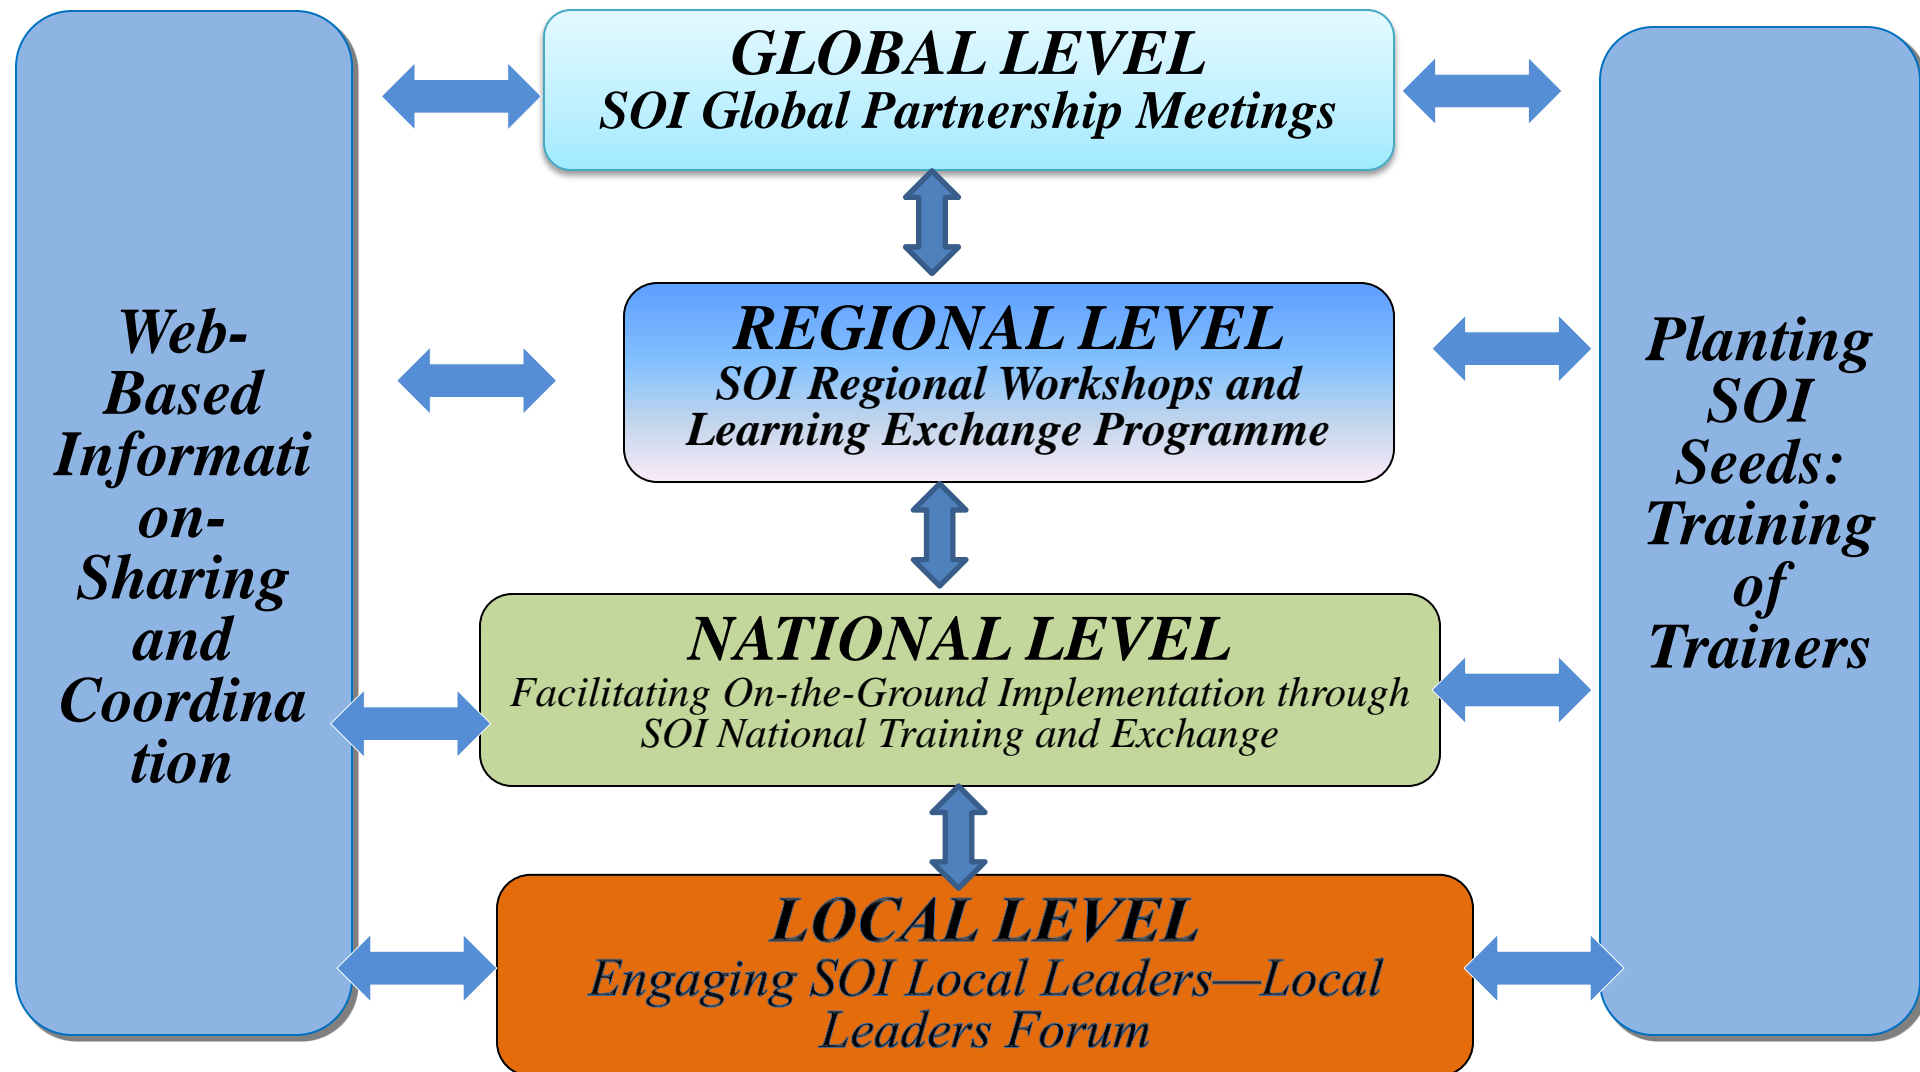 Web-
Based
Informati
on-
Sharing
and
Coordina
tion
GLOBAL LEVEL
SOI Global Partnership Meetings
REGIONAL LEVEL
SOI Regional Workshops and
Learning Exchange Programme
NATIONAL LEVEL
Facilitating On-the-Ground Implementation through
SOI National Training and Exchange
LOCAL LEVEL
Engaging SOI Local Leaders—Local
Leaders Forum
Planting
SOI
Seeds:
Training
of
Trainers